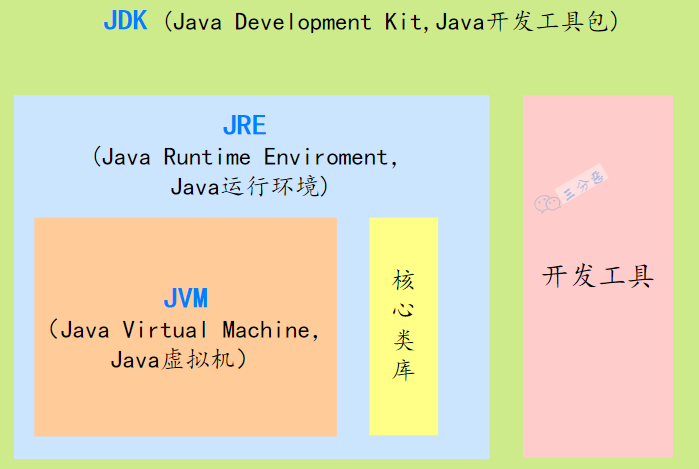 JDK (Java Development Kit,Java开发工具包)
JRE
(Java Runtime Enviroment,
Java运行环境)
JVM
(Java Virtual Machine,
Java虚拟机)
核
心
类
库
三分恶
开发工具